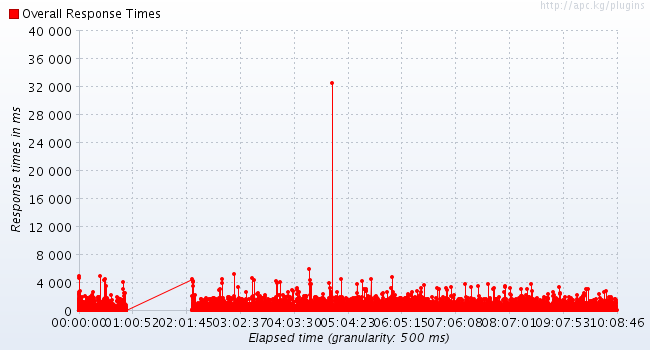 http://apc.kg/plugins
Overall Response Times
40 000
36 000
32 000
28 000
24 000
20 000
16 000
12 000
8 000
4 000
0
Response times in ms
00:00:00 01:00:52 02:01:45 03:02:37 04:03:30 05:04:23 06:05:15 07:06:08 08:07:01 09:07:53 10:08:46
Elapsed time (granularity: 500 ms)